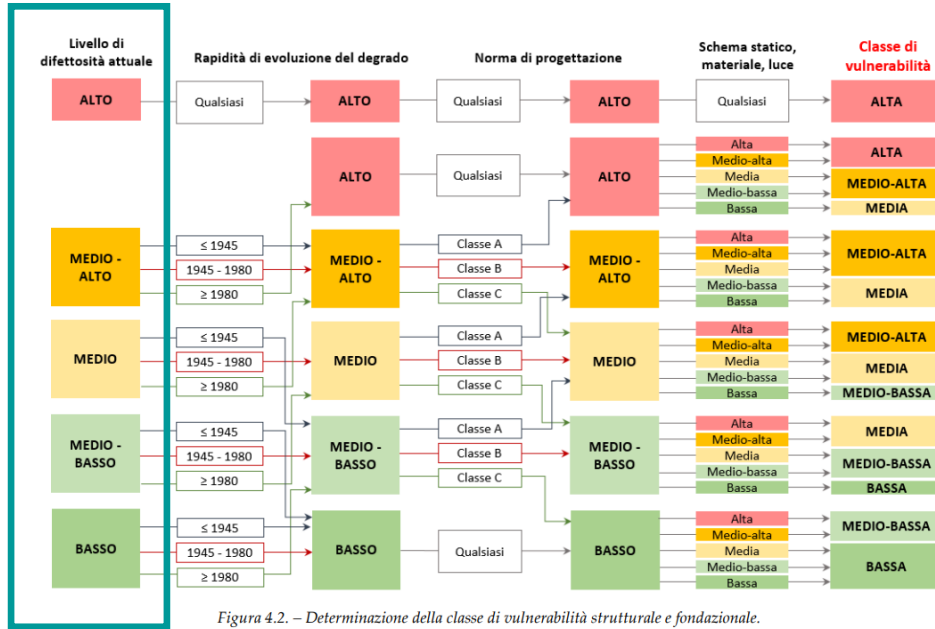 Livello di
difettosità attuale
Rapidità di evoluzione del degrado
Norma di progettazione
Schema statico,
materiale, luce
Classe di
vulnerabilità
ALTO
Qualsiasi
ALTO
Qualsiasi
ALTO
Qualsiasi
ALTA
ALTO
Qualsiasi
ALTO
Alta
Medio-alta
Media
Medio-bassa
Bassa
ALTA
MEDIO-ALTA
MEDIA
MEDIO -
ALTO
≤ 1945
1945 - 1980
≥ 1980
MEDIO -
ALTO
Classe A
Classe B
Classe C
MEDIO -
ALTO
Alta
Medio-alta
Media
Medio-bassa
Bassa
MEDIO-ALTA
MEDIA
MEDIO
≤ 1945
1945 - 1980
≥ 1980
MEDIO
Classe A
Classe B
Classe C
MEDIO
Alta
Medio-alta
Media
Medio-bassa
Bassa
MEDIO-ALTA
MEDIA
MEDIO-BASSA
MEDIO -
BASSO
≤ 1945
1945 - 1980
≥ 1980
MEDIO -
BASSO
Classe A
Classe B
Classe C
MEDIO -
BASSO
Alta
Medio-alta
Media
Medio-bassa
Bassa
MEDIA
MEDIO-BASSA
BASSA
BASSO
≤ 1945
1945 - 1980
≥ 1980
BASSO
Qualsiasi
BASSO
Alta
Medio-alta
Media
Medio-bassa
Bassa
MEDIO-BASSA
BASSA
Figura 4.2. – Determinazione della classe di vulnerabilità strutturale e fondazionale.